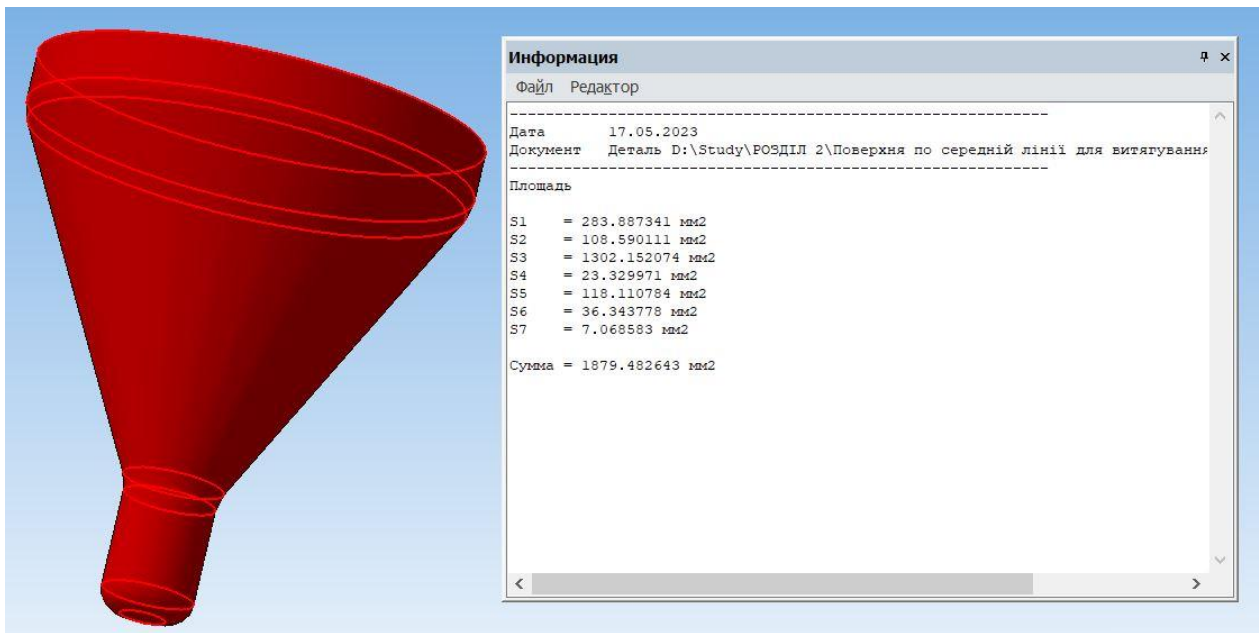 Информация
Файл Редактор
Дата 17.05.2023
Документ Деталь D:\Study\РОЗДІЛ 2\Поверхня по середній лінії для витягування
Площадь
S1 = 283.887341 мм2
S2 = 108.590111 мм2
S3 = 1302.152074 мм2
S4 = 23.329971 мм2
S5 = 118.110784 мм2
S6 = 36.343778 мм2
S7 = 7.068583 мм2
Сумма = 1879.482643 мм2